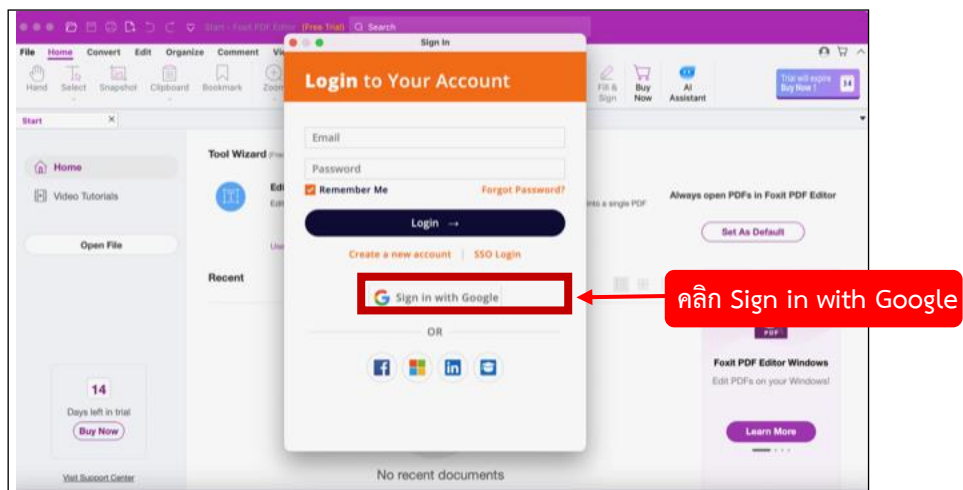 Start - Foxit PDF Editor (Free Trial) Search
Sign In
File Home Convert Edit Organize Comment
Hand Select Snapshot Clipboard Bookmark Zoom
Fill & Sign Buy Now AI Assistant
Trial will expire
Buy Now ! 14
Start
Login to Your Account
Email
Password
Remember Me Forgot Password?
Login →
Create a new account | SSO Login
Sign in with Google
OR
คลิก Sign in with Google
Home
Video Tutorials
Open File
Tool Wizard
Recent
into a single PDF
Always open PDFs in Foxit PDF Editor
Set As Default
PDF
Foxit PDF Editor Windows
Edit PDFs on your Windows!
Learn More
14
Days left in trial
Buy Now
Visit Support Center
No recent documents